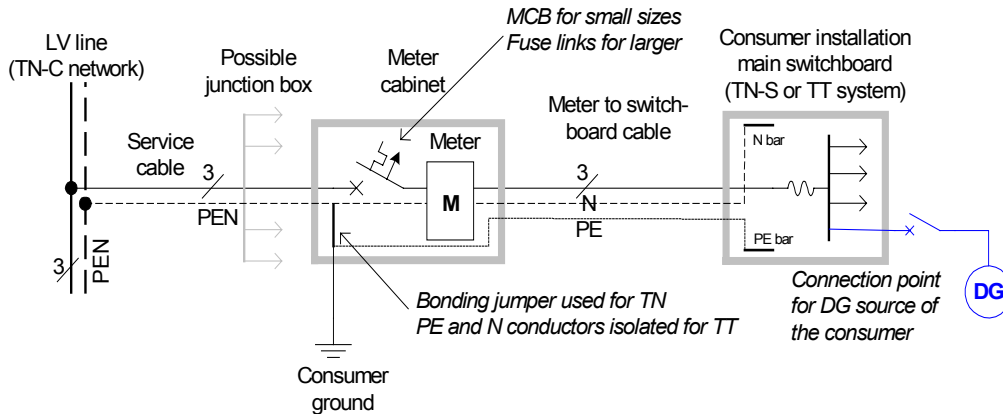 LV line
(TN-C network)
Possible
junction box
Meter
cabinet
MCB for small sizes
Fuse links for larger
Consumer installation
main switchboard
(TN-S or TT system)
Service
cable
Meter
Meter to switch-
board cable
N bar
3
PEN
M
3
N
PE
PE bar
3
PEN
Bonding jumper used for TN
PE and N conductors isolated for TT
Connection point
for DG source of
the consumer
DG
Consumer
ground